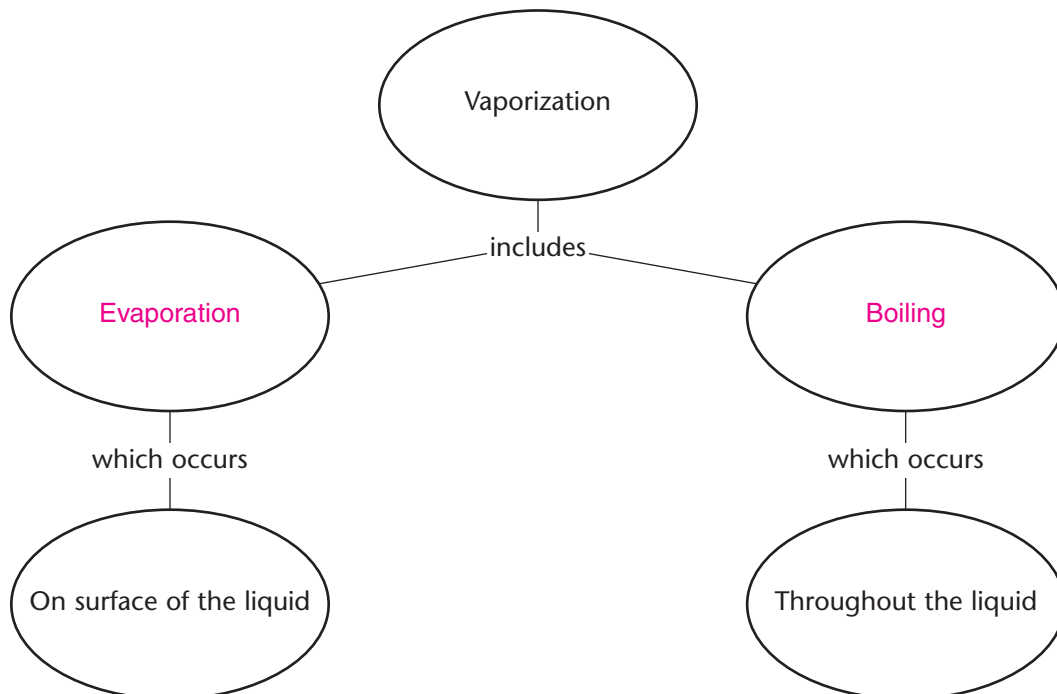 Vaporization
includes
Evaporation
Boiling
which occurs
which occurs
On surface of the liquid
Throughout the liquid